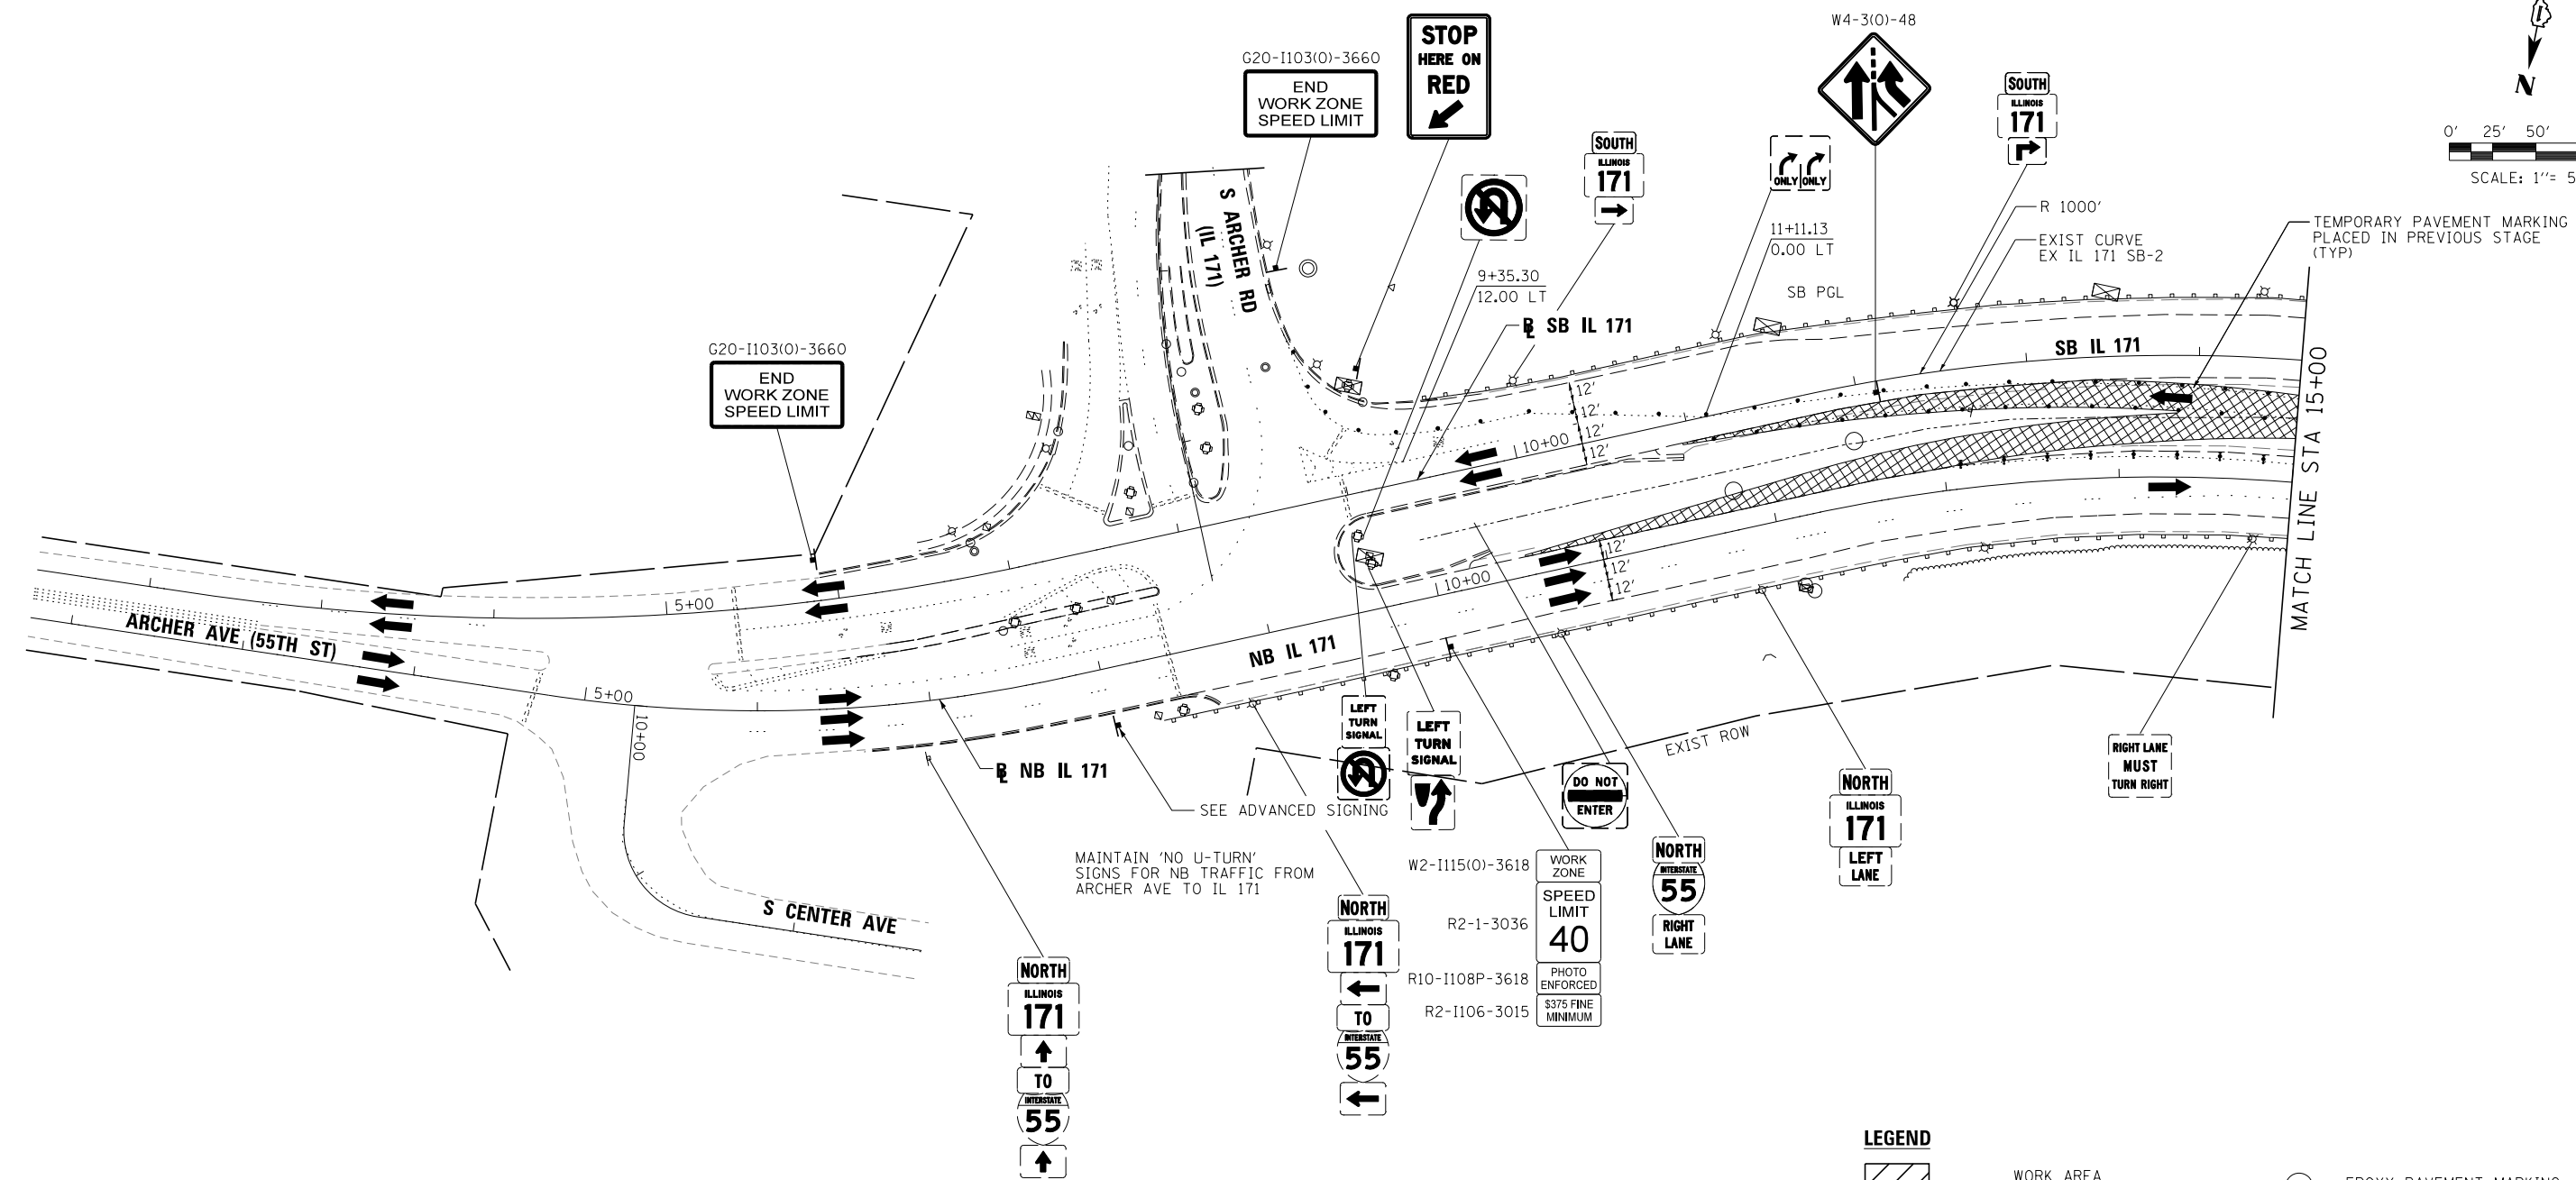 W4-3(O)-48
G20-I103(O)-3660
END
WORK ZONE
SPEED LIMIT
STOP
HERE ON
RED
SOUTH
ILLINOIS
171
SOUTH
ILLINOIS
171
ONLY ONLY
N
0' 25' 50'
SCALE: 1"= 5
R 1000'
EXIST CURVE
EX IL 171 SB-2
TEMPORARY PAVEMENT MARKING
PLACED IN PREVIOUS STAGE
(TYP)
S ARCHER RD
(IL 171)
11+11.13
0.00 LT
9+35.30
12.00 LT
SB PGL
BL SB IL 171
SB IL 171
G20-I103(O)-3660
END
WORK ZONE
SPEED LIMIT
12'
12'
12'
12'
10+00
MATCH LINE STA 15+00
12'
12'
12'
10+00
5+00
ARCHER AVE (55TH ST)
5+00
10+00
NB IL 171
BL NB IL 171
SEE ADVANCED SIGNING
EXIST ROW
LEFT
TURN
SIGNAL
LEFT
TURN
SIGNAL
DO NOT
ENTER
RIGHT LANE
MUST
TURN RIGHT
NORTH
ILLINOIS
171
LEFT
LANE
NORTH
INTERSTATE
55
RIGHT
LANE
MAINTAIN 'NO U-TURN'
SIGNS FOR NB TRAFFIC FROM
ARCHER AVE TO IL 171
W2-I115(O)-3618
WORK
ZONE
R2-1-3036
SPEED
LIMIT
40
R10-I108P-3618
PHOTO
ENFORCED
R2-I106-3015
$375 FINE
MINIMUM
S CENTER AVE
NORTH
ILLINOIS
171
TO
INTERSTATE
55
NORTH
ILLINOIS
171
TO
INTERSTATE
55
LEGEND
WORK AREA
EPOXY PAVEMENT MARKING